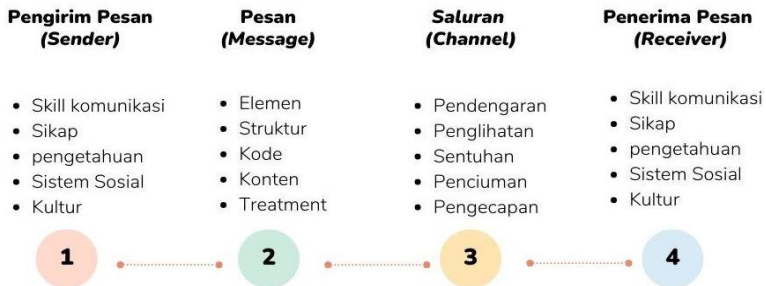 Pengirim Pesan
(Sender)
• Skill komunikasi
• Sikap
• pengetahuan
• Sistem Sosial
• Kultur
1
Pesan
(Message)
• Elemen
• Struktur
• Kode
• Konten
• Treatment
2
Saluran
(Channel)
• Pendengaran
• Penglihatan
• Sentuhan
• Penciuman
• Pengecapan
3
Penerima Pesan
(Receiver)
• Skill komunikasi
• Sikap
• pengetahuan
• Sistem Sosial
• Kultur
4